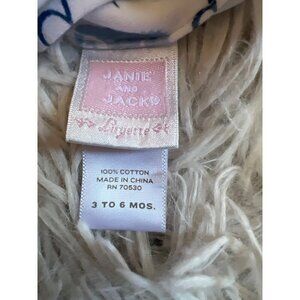 JANIE
AND
JACK
Layette
100% COTTON
MADE IN CHINA
RN 70530
3 TO 6 MOS.